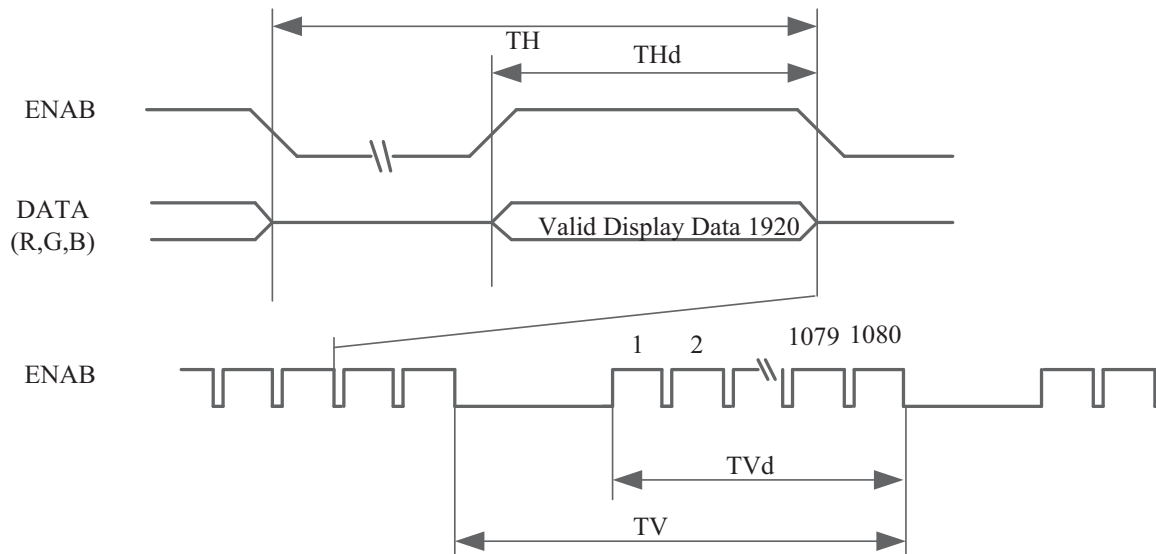 TH
THd
ENAB
DATA
(R,G,B)
Valid Display Data 1920
1 2 1079 1080
ENAB
TVd
TV